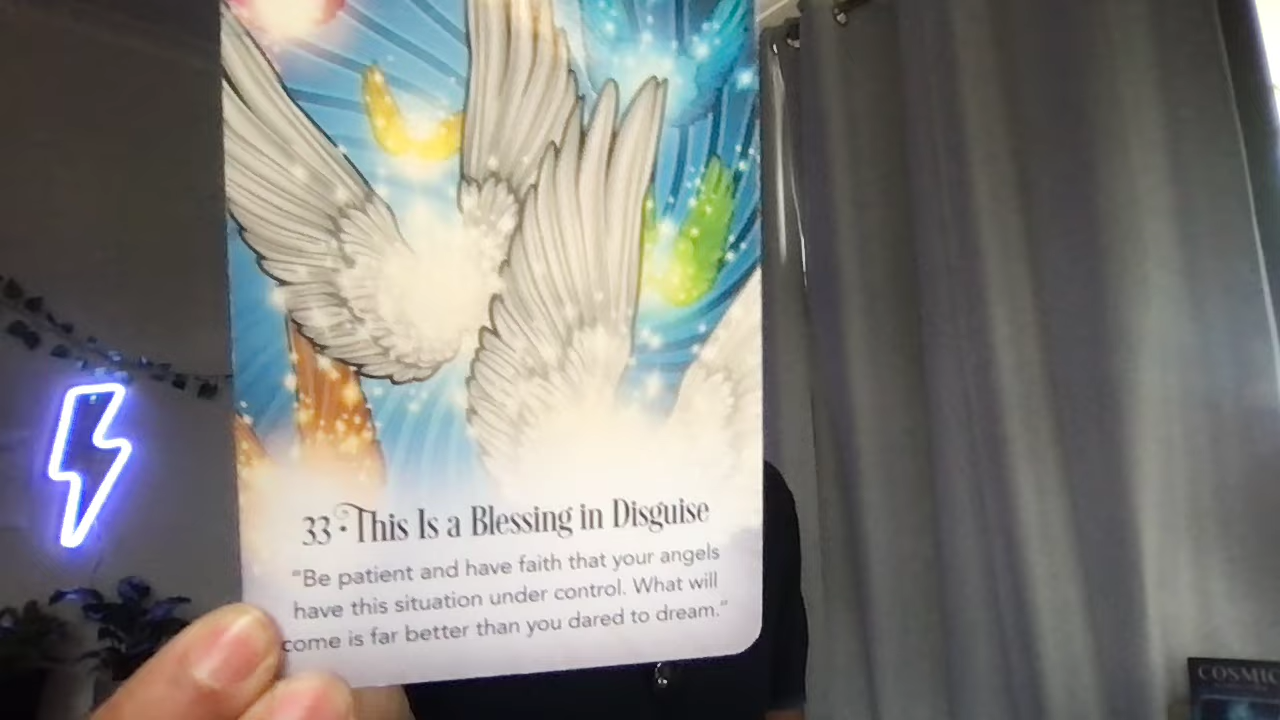 33 · This Is a Blessing in Disguise
"Be patient and have faith that your angels
have this situation under control. What will
come is far better than you dared to dream."
COSMIC